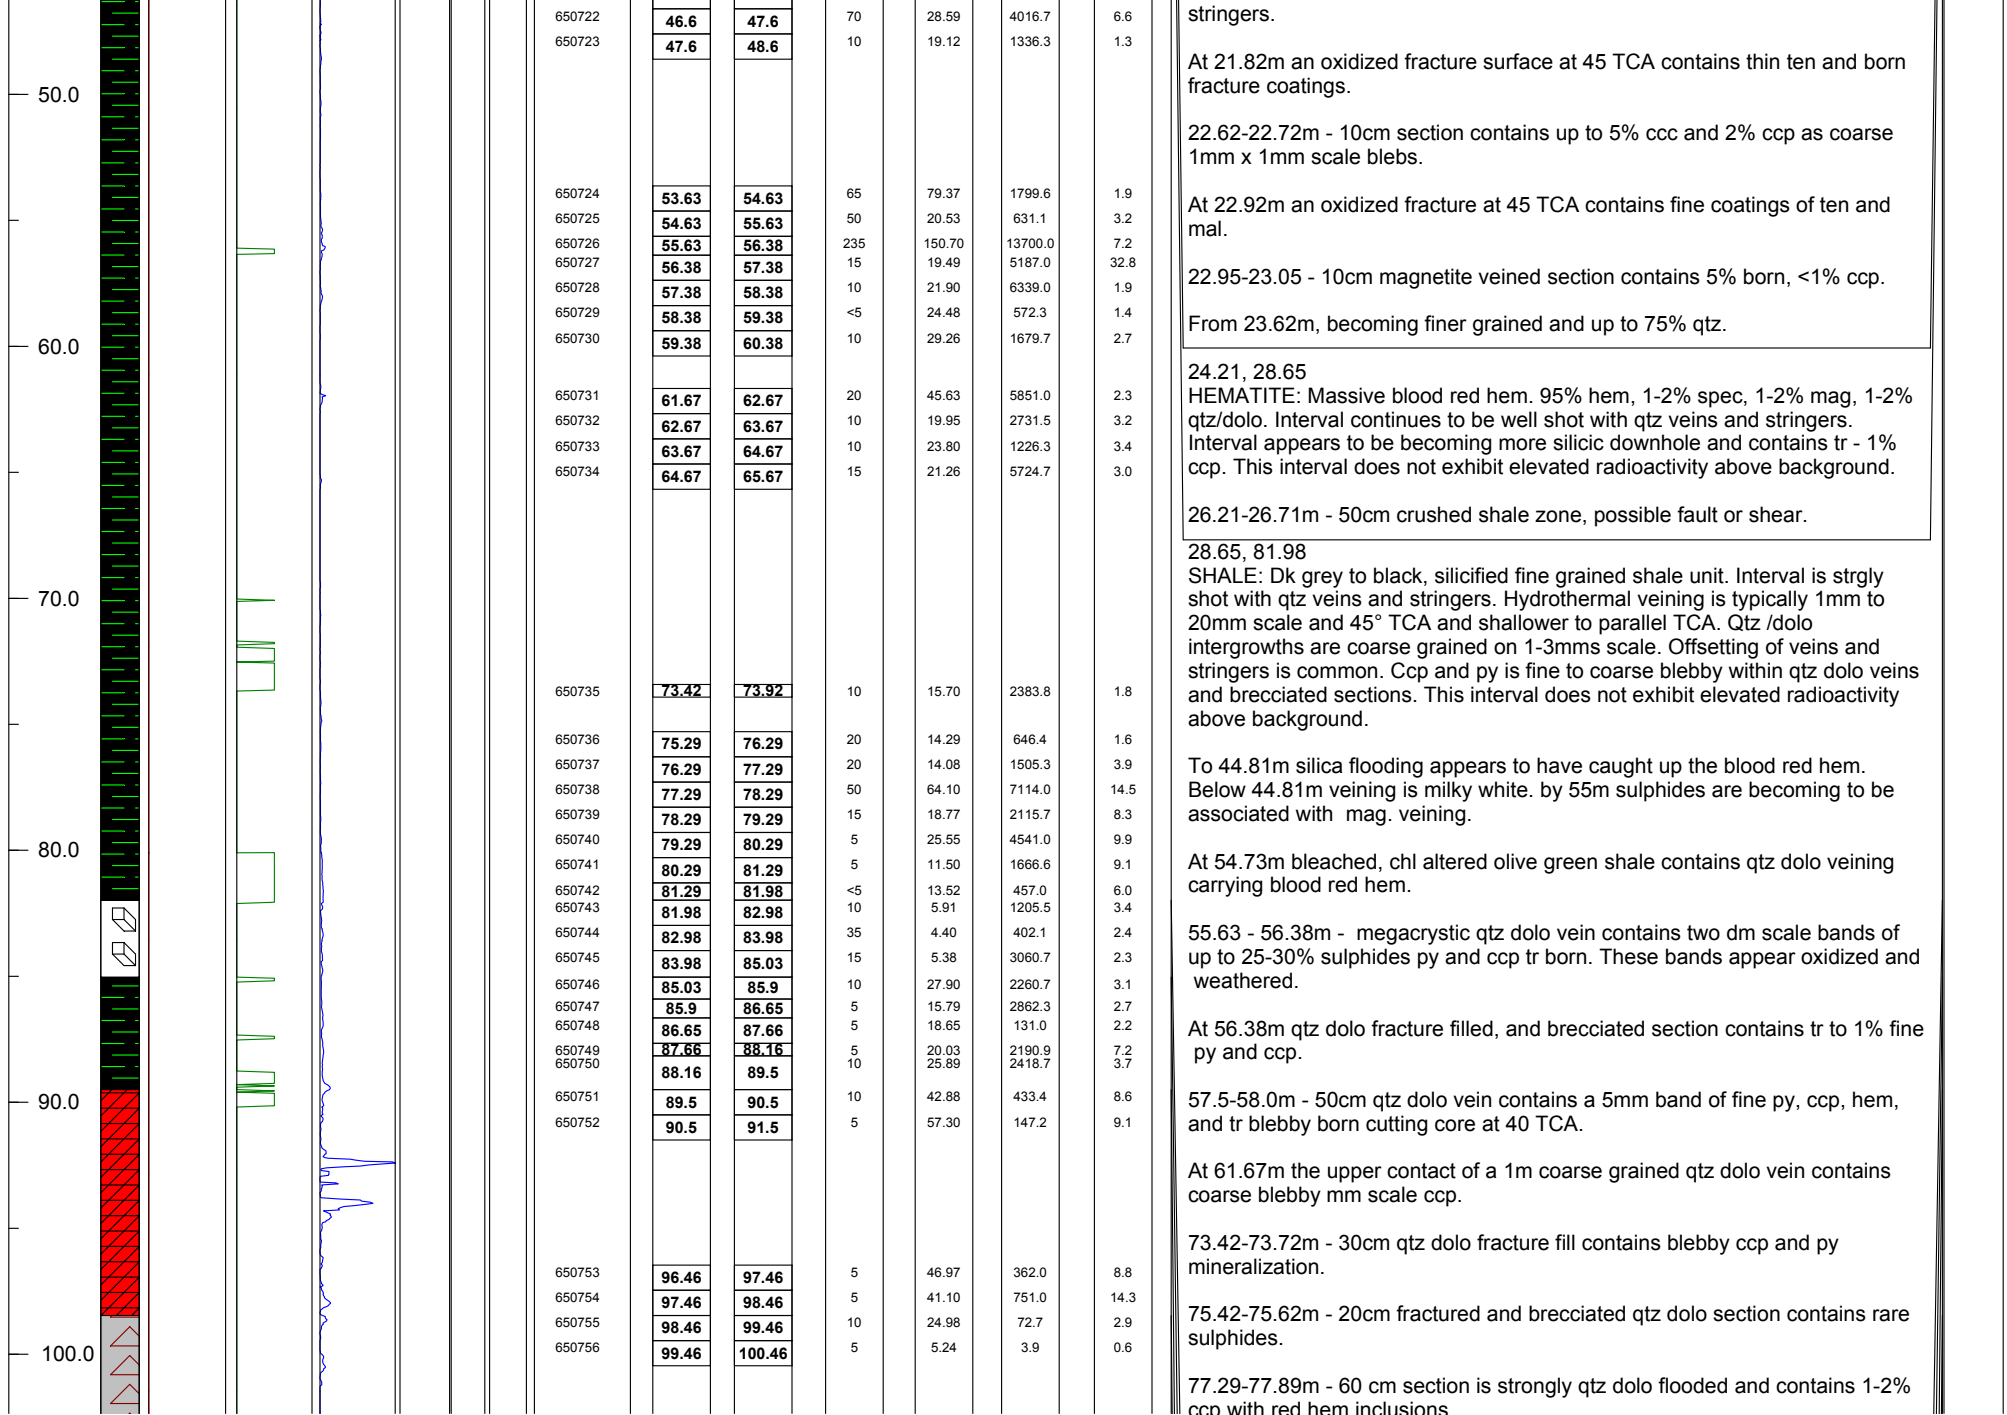 650722 46.6 47.6 70 28.59 4016.7 6.6
650723 47.6 48.6 10 19.12 1336.3 1.3
50.0
650724 53.63 54.63 65 79.37 1799.6 1.9
650725 54.63 55.63 50 20.53 631.1 3.2
650726 55.63 56.38 235 150.70 13700.0 7.2
650727 56.38 57.38 15 19.49 5187.0 32.8
650728 57.38 58.38 10 21.90 6339.0 1.9
650729 58.38 59.38 <5 24.48 572.3 1.4
650730 59.38 60.38 10 29.26 1679.7 2.7
60.0
650731 61.67 62.67 20 45.63 5851.0 2.3
650732 62.67 63.67 10 19.95 2731.5 3.2
650733 63.67 64.67 10 23.80 1226.3 3.4
650734 64.67 65.67 15 21.26 5724.7 3.0
70.0
650735 73.42 73.92 10 15.70 2383.8 1.8
650736 75.29 76.29 20 14.29 646.4 1.6
650737 76.29 77.29 20 14.08 1505.3 3.9
650738 77.29 78.29 50 64.10 7114.0 14.5
650739 78.29 79.29 15 18.77 2115.7 8.3
650740 79.29 80.29 5 25.55 4541.0 9.9
80.0
650741 80.29 81.29 5 11.50 1666.6 9.1
650742 81.29 81.98 <5 13.52 457.0 6.0
650743 81.98 82.98 10 5.91 1205.5 3.4
650744 82.98 83.98 35 4.40 402.1 2.4
650745 83.98 85.03 15 5.38 3060.7 2.3
650746 85.03 85.9 10 27.90 2260.7 3.1
650747 85.9 86.65 5 15.79 2862.3 2.7
650748 86.65 87.66 5 18.65 131.0 2.2
650749 87.66 88.16 5 20.03 2190.9 7.2
650750 88.16 89.5 10 25.89 2418.7 3.7
90.0
650751 89.5 90.5 10 42.88 433.4 8.6
650752 90.5 91.5 5 57.30 147.2 9.1
650753 96.46 97.46 5 46.97 362.0 8.8
650754 97.46 98.46 5 41.10 751.0 14.3
650755 98.46 99.46 10 24.98 72.7 2.9
650756 99.46 100.46 5 5.24 3.9 0.6
100.0
stringers.
At 21.82m an oxidized fracture surface at 45 TCA contains thin ten and born
fracture coatings.
22.62-22.72m - 10cm section contains up to 5% ccc and 2% ccp as coarse
1mm x 1mm scale blebs.
At 22.92m an oxidized fracture at 45 TCA contains fine coatings of ten and
mal.
22.95-23.05 - 10cm magnetite veined section contains 5% born, <1% ccp.
From 23.62m, becoming finer grained and up to 75% qtz.
24.21, 28.65
HEMATITE: Massive blood red hem. 95% hem, 1-2% spec, 1-2% mag, 1-2%
qtz/dolo. Interval continues to be well shot with qtz veins and stringers.
Interval appears to be becoming more silicic downhole and contains tr - 1%
ccp. This interval does not exhibit elevated radioactivity above background.
26.21-26.71m - 50cm crushed shale zone, possible fault or shear.
28.65, 81.98
SHALE: Dk grey to black, silicified fine grained shale unit. Interval is strgly
shot with qtz veins and stringers. Hydrothermal veining is typically 1mm to
20mm scale and 45° TCA and shallower to parallel TCA. Qtz /dolo
intergrowths are coarse grained on 1-3mms scale. Offsetting of veins and
stringers is common. Ccp and py is fine to coarse blebby within qtz dolo veins
and brecciated sections. This interval does not exhibit elevated radioactivity
above background.
To 44.81m silica flooding appears to have caught up the blood red hem.
Below 44.81m veining is milky white. by 55m sulphides are becoming to be
associated with  mag. veining.
At 54.73m bleached, chl altered olive green shale contains qtz dolo veining
carrying blood red hem.
55.63 - 56.38m -  megacrystic qtz dolo vein contains two dm scale bands of
up to 25-30% sulphides py and ccp tr born. These bands appear oxidized and
weathered.
At 56.38m qtz dolo fracture filled, and brecciated section contains tr to 1% fine
py and ccp.
57.5-58.0m - 50cm qtz dolo vein contains a 5mm band of fine py, ccp, hem,
and tr blebby born cutting core at 40 TCA.
At 61.67m the upper contact of a 1m coarse grained qtz dolo vein contains
coarse blebby mm scale ccp.
73.42-73.72m - 30cm qtz dolo fracture fill contains blebby ccp and py
mineralization.
75.42-75.62m - 20cm fractured and brecciated qtz dolo section contains rare
sulphides.
77.29-77.89m - 60 cm section is strongly qtz dolo flooded and contains 1-2%
ccp with red hem inclusions